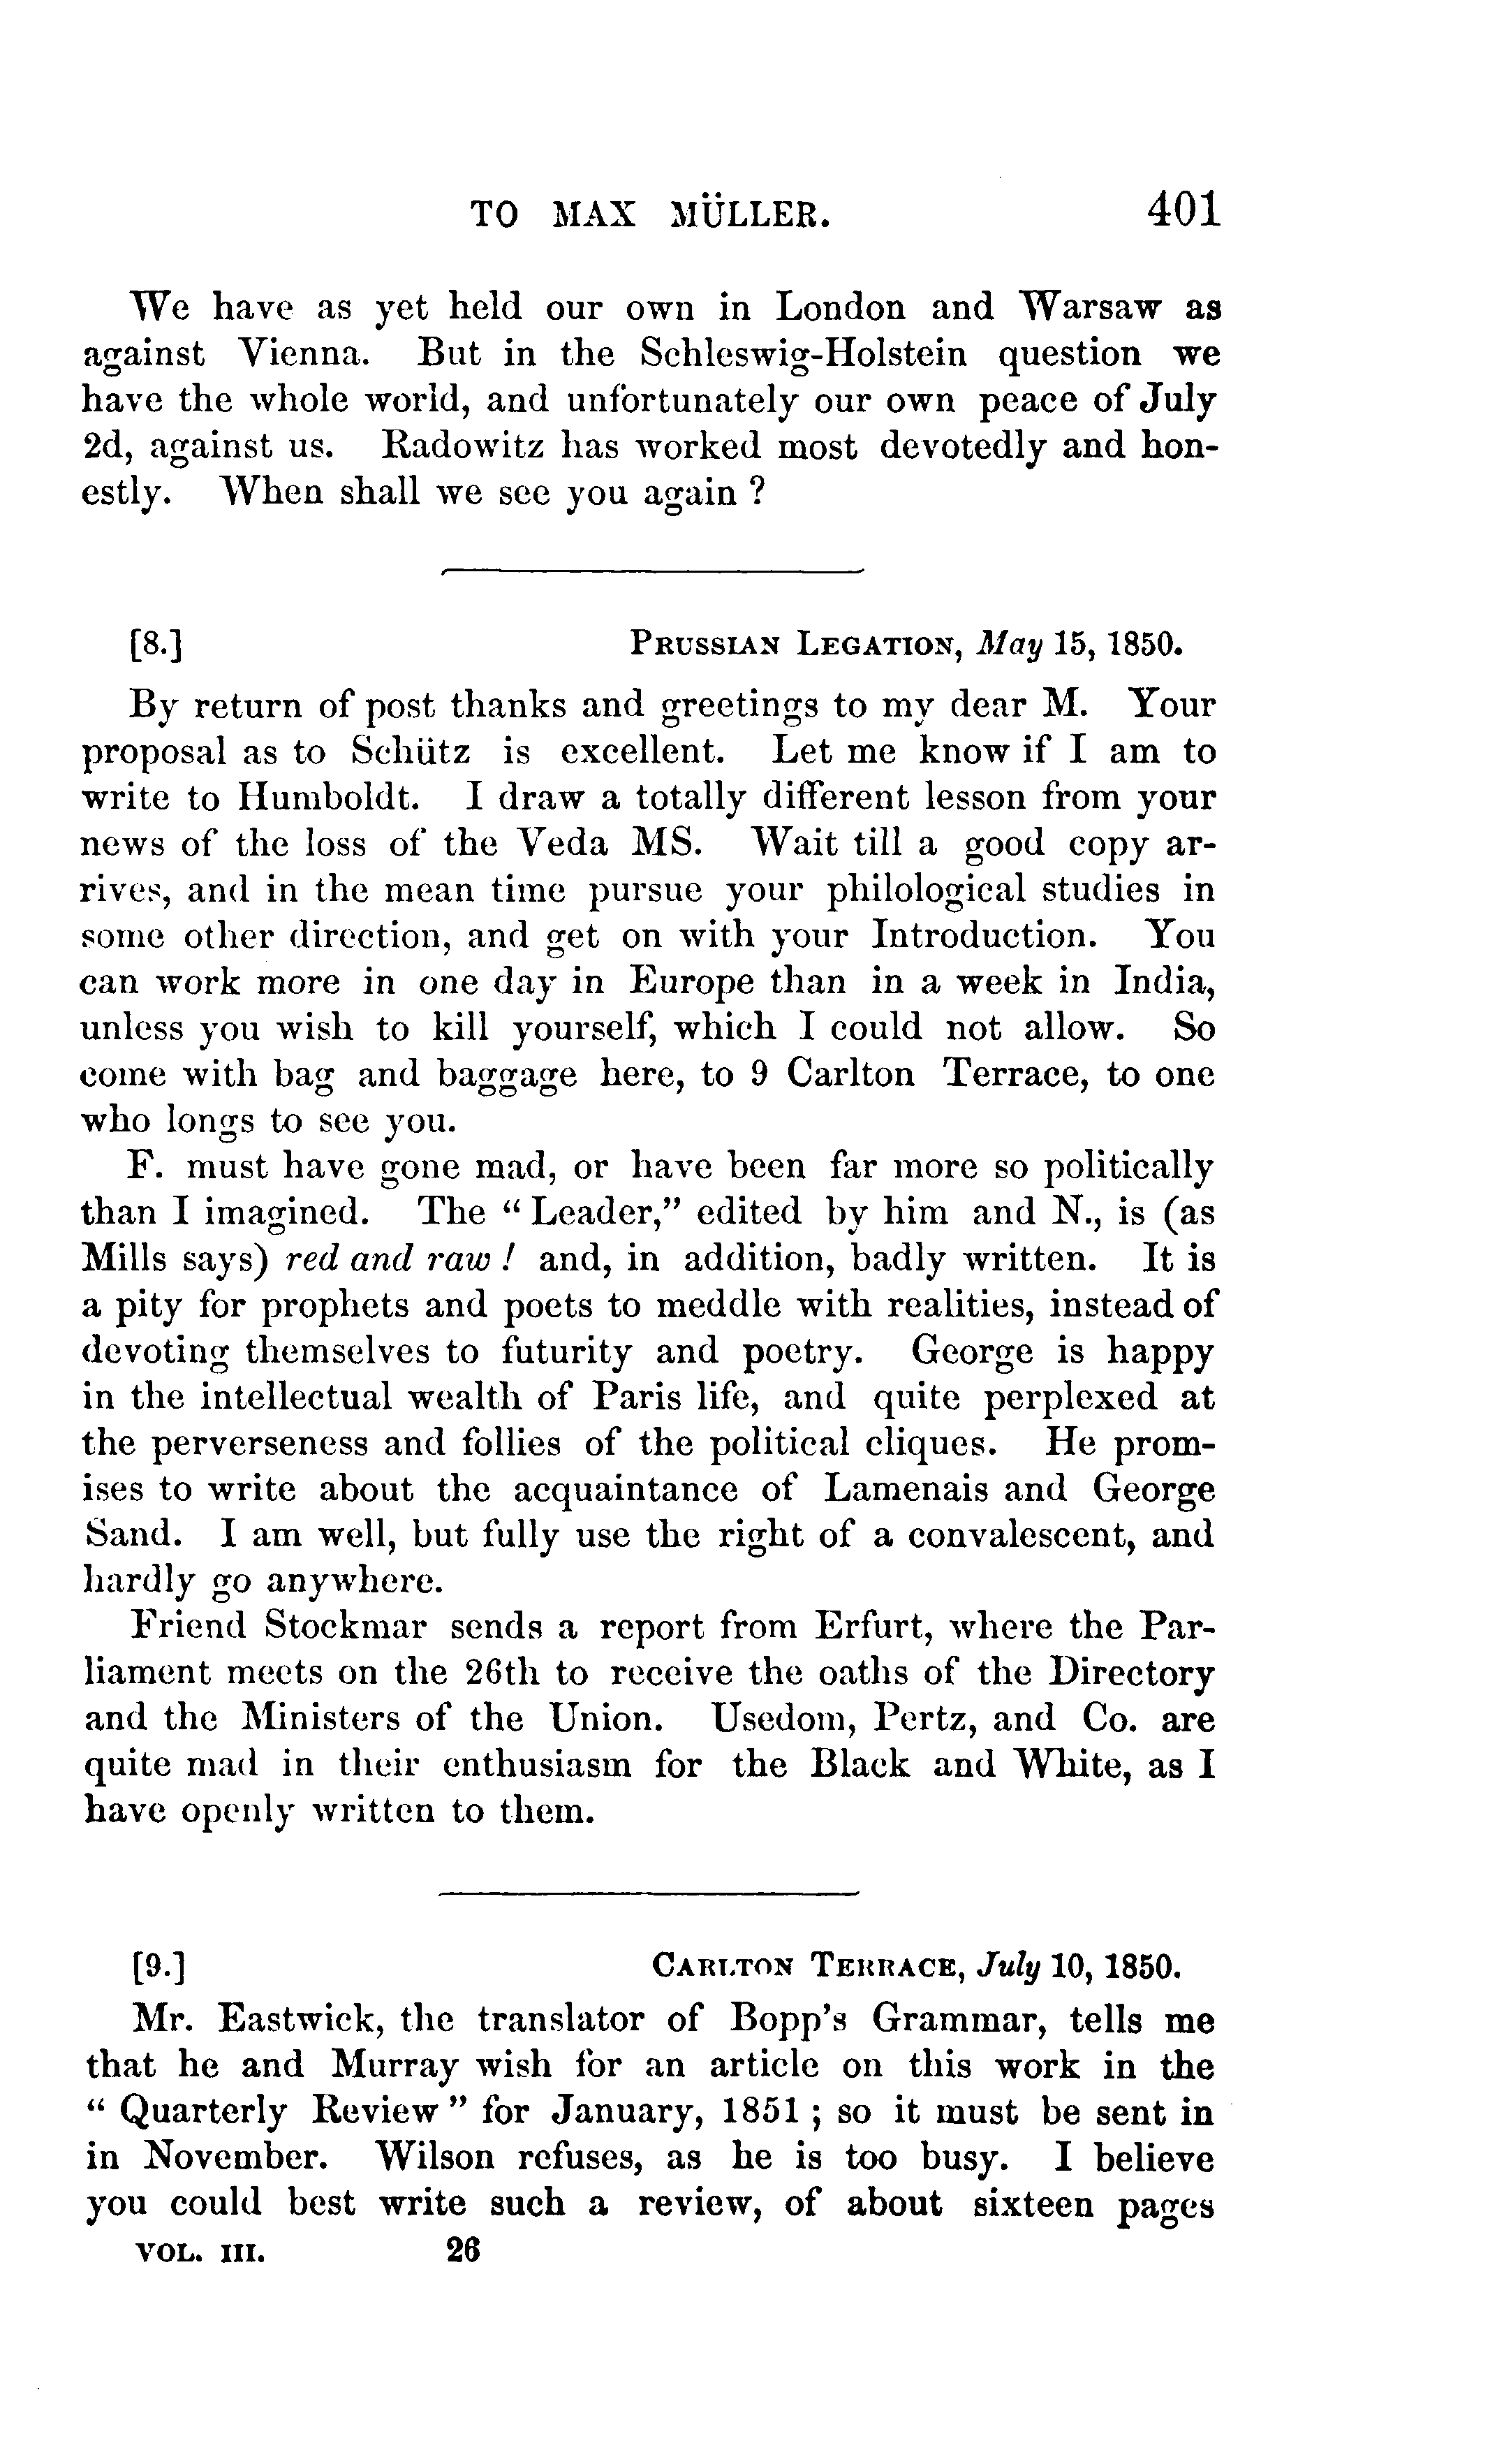 TO MAX MÜLLER. 401
We have as yet held our own in London and Warsaw as
against Vienna. But in the Schleswig-Holstein question we
have the whole world, and unfortunately our own peace of July
2d, against us. Radowitz has worked most devotedly and hon-
estly. When shall we see you again ?
[8.] PRUSSIAN LEGATION, May 15, 1850.
By return of post thanks and greetings to my dear M. Your
proposal as to Schütz is excellent. Let me know if I am to
write to Humboldt. I draw a totally different lesson from your
news of the loss of the Veda MS. Wait till a good copy ar-
rives, and in the mean time pursue your philological studies in
some other direction, and get on with your Introduction. You
can work more in one day in Europe than in a week in India,
unless you wish to kill yourself, which I could not allow. So
come with bag and baggage here, to 9 Carlton Terrace, to one
who longs to see you.
F. must have gone mad, or have been far more so politically
than I imagined. The “ Leader,” edited by him and N., is (as
Mills says) red and raw ! and, in addition, badly written. It is
a pity for prophets and poets to meddle with realities, instead of
devoting themselves to futurity and poetry. George is happy
in the intellectual wealth of Paris life, and quite perplexed at
the perverseness and follies of the political cliques. He prom-
ises to write about the acquaintance of Lamenais and George
Sand. I am well, but fully use the right of a convalescent, and
hardly go anywhere.
Friend Stockmar sends a report from Erfurt, where the Par-
liament meets on the 26th to receive the oaths of the Directory
and the Ministers of the Union. Usedom, Pertz, and Co. are
quite mad in their enthusiasm for the Black and White, as I
have openly written to them.
[9.] CARLTON TERRACE, July 10, 1850.
Mr. Eastwick, the translator of Bopp’s Grammar, tells me
that he and Murray wish for an article on this work in the
“ Quarterly Review ” for January, 1851 ; so it must be sent in
in November. Wilson refuses, as he is too busy. I believe
you could best write such a review, of about sixteen pages
VOL. III. 26